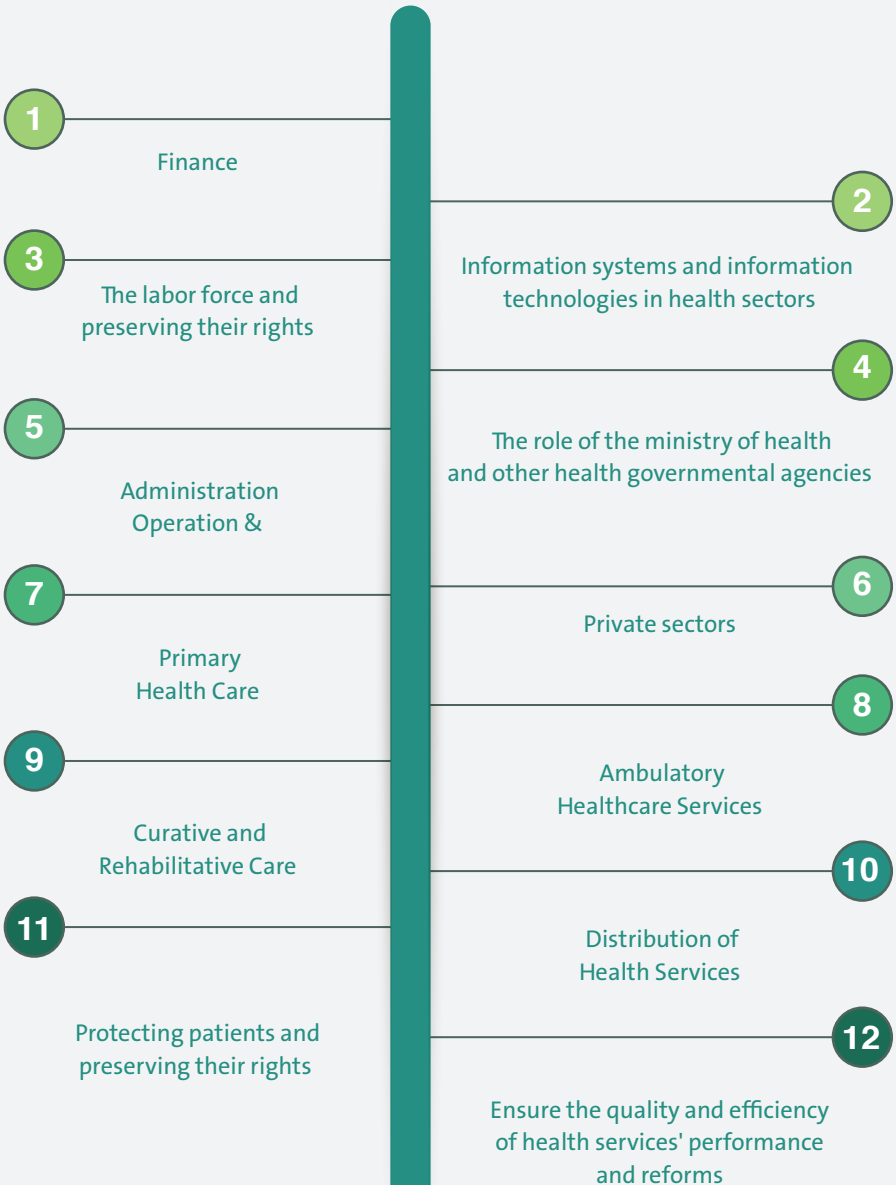 1
Finance
2
Information systems and information
technologies in health sectors
3
The labor force and
preserving their rights
4
The role of the ministry of health
and other health governmental agencies
5
Administration
Operation &
6
Private sectors
7
Primary
Health Care
8
Ambulatory
Healthcare Services
9
Curative and
Rehabilitative Care
10
Distribution of
Health Services
11
Protecting patients and
preserving their rights
12
Ensure the quality and efficiency
of health services' performance
and reforms